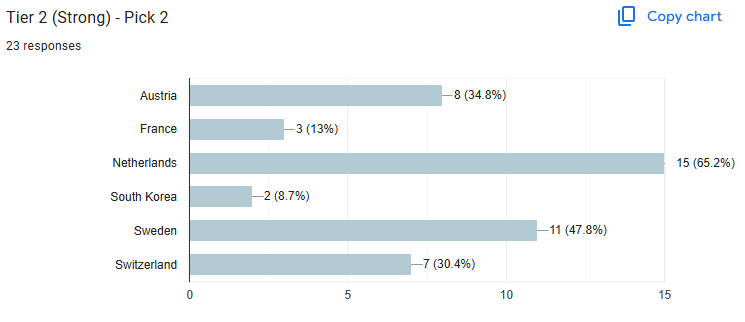 Tier 2 (Strong) - Pick 2
Copy chart
23 responses
Austria 8 (34.8%)
France 3 (13%)
Netherlands 15 (65.2%)
South Korea 2 (8.7%)
Sweden 11 (47.8%)
Switzerland 7 (30.4%)
0 5 10 15